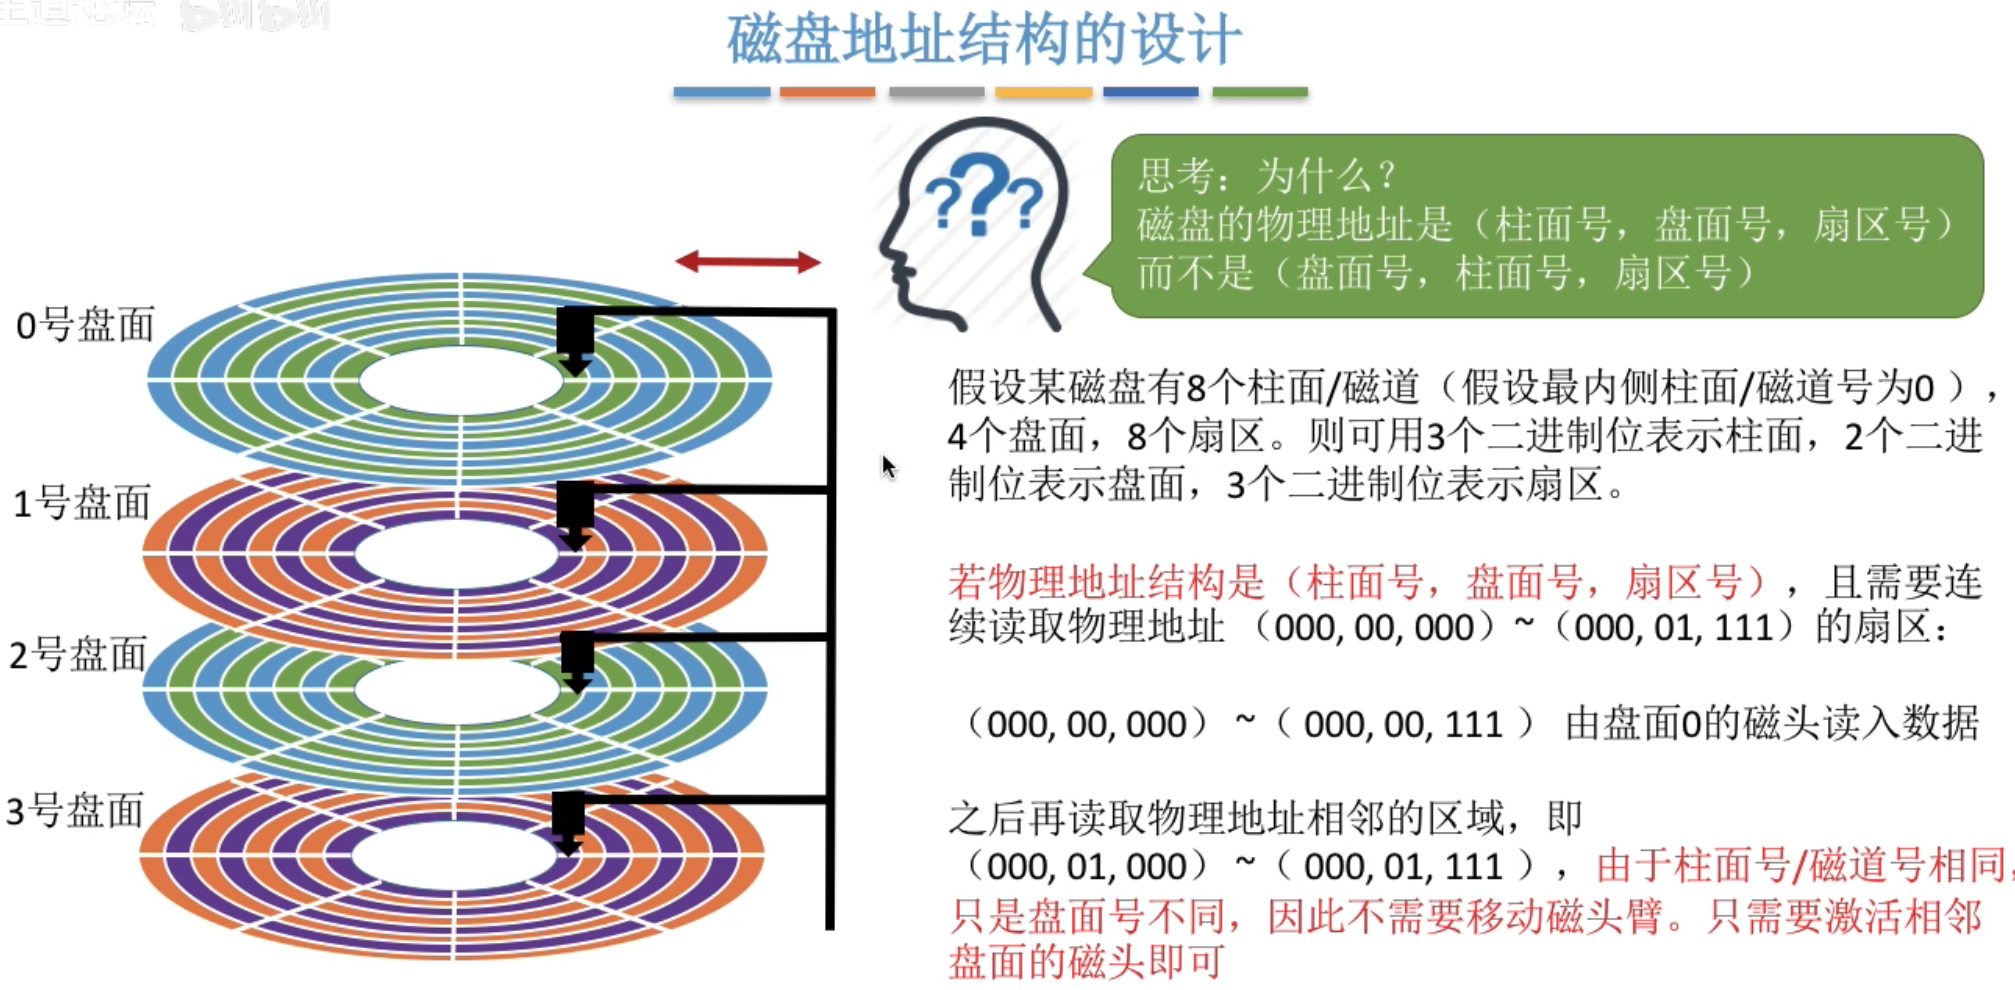 王道论坛 bilibili
磁盘地址结构的设计
???
思考：为什么？
磁盘的物理地址是（柱面号，盘面号，扇区号）
而不是（盘面号，柱面号，扇区号）
0号盘面
1号盘面
2号盘面
3号盘面
假设某磁盘有8个柱面/磁道（假设最内侧柱面/磁道号为0 ），
4个盘面，8个扇区。则可用3个二进制位表示柱面，2个二进
制位表示盘面，3个二进制位表示扇区。
若物理地址结构是（柱面号，盘面号，扇区号），且需要连
续读取物理地址 （000, 00, 000）~（000, 01, 111）的扇区：
（000, 00, 000） ~（ 000, 00, 111 ） 由盘面0的磁头读入数据
之后再读取物理地址相邻的区域，即
（000, 01, 000） ~（ 000, 01, 111 ），由于柱面号/磁道号相同，
只是盘面号不同，因此不需要移动磁头臂。只需要激活相邻
盘面的磁头即可